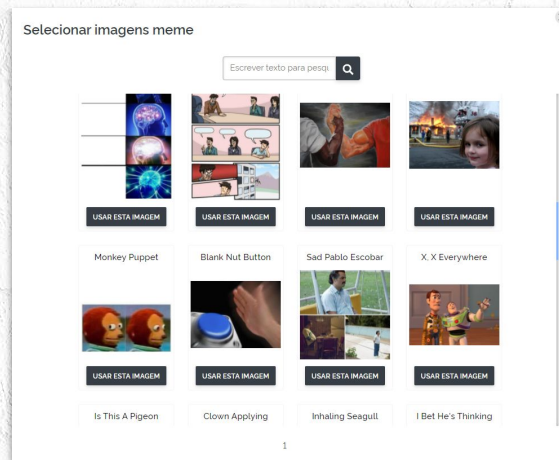 Selecionar imagens meme
Escrever texto para pesqu
USAR ESTA IMAGEM
USAR ESTA IMAGEM
USAR ESTA IMAGEM
USAR ESTA IMAGEM
Monkey Puppet
Blank Nut Button
Sad Pablo Escobar
X, X Everywhere
USAR ESTA IMAGEM
USAR ESTA IMAGEM
USAR ESTA IMAGEM
USAR ESTA IMAGEM
Is This A Pigeon
Clown Applying
Inhaling Seagull
I Bet He's Thinking
1